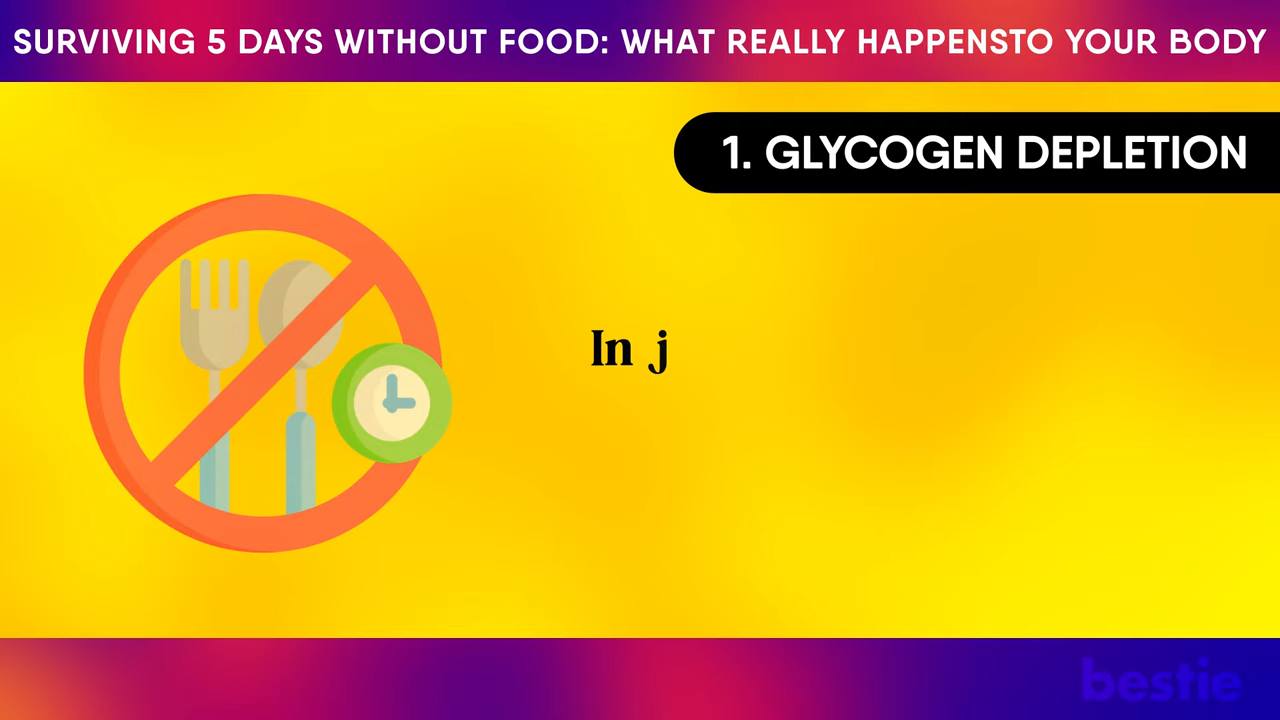 SURVIVING 5 DAYS WITHOUT FOOD: WHAT REALLY HAPPENSTO YOUR BODY
1. GLYCOGEN DEPLETION
In j
bestie